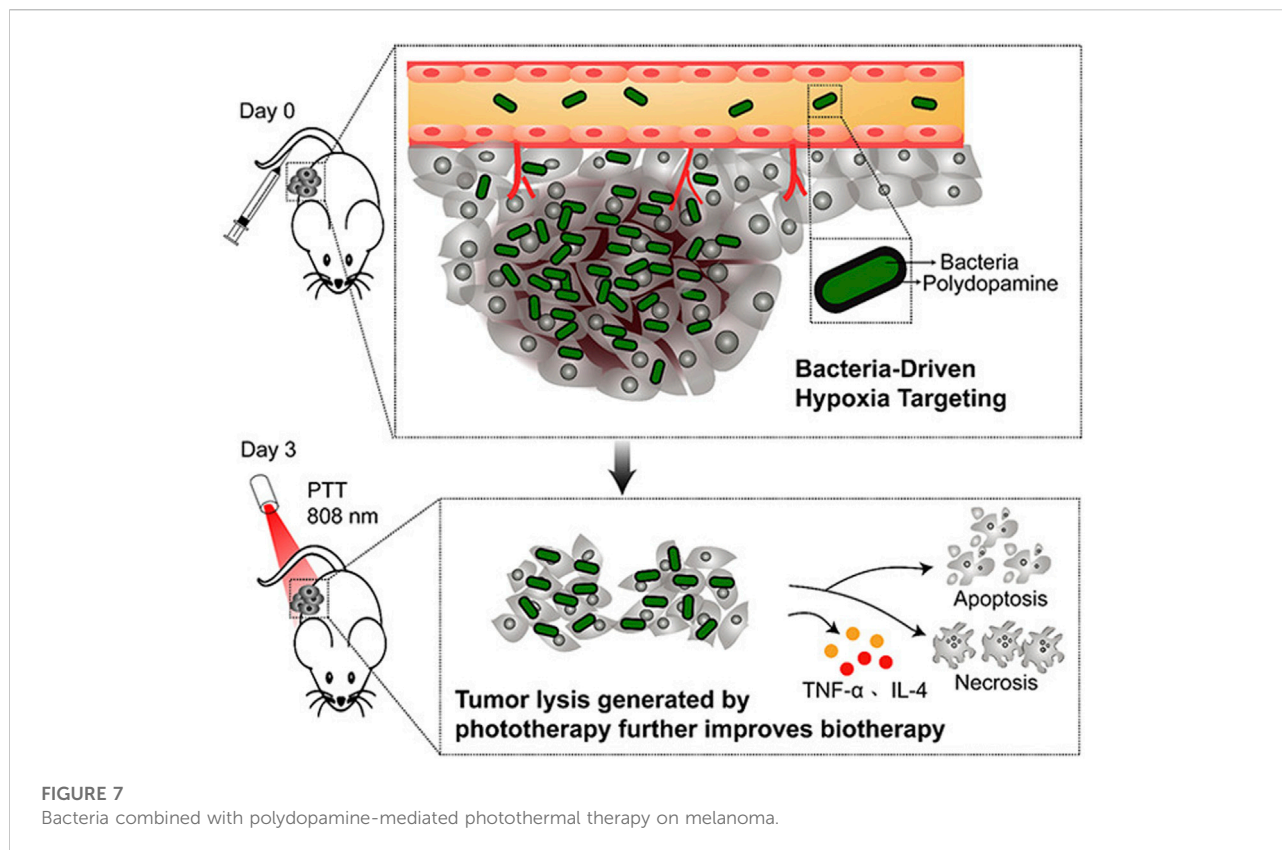 Day 0
Bacteria
Polydopamine
Bacteria-Driven
Hypoxia Targeting
Day 3
PTT
808 nm
Apoptosis
TNF-α 、 IL-4
Necrosis
Tumor lysis generated by
phototherapy further improves biotherapy
FIGURE 7
Bacteria combined with polydopamine-mediated photothermal therapy on melanoma.